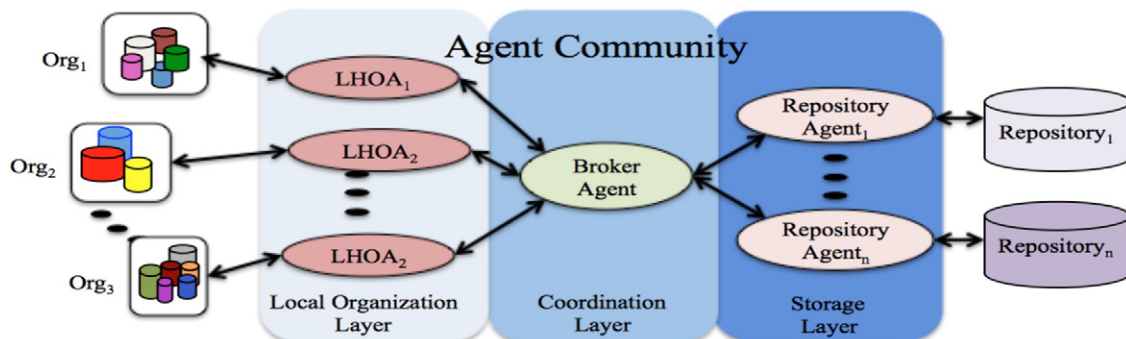 Agent Community
Org1
LHOA1
Repository
Agent1
Repository1
Org2
LHOA2
Broker
Agent
Org3
LHOA2
Repository
Agentn
Repositoryn
Local Organization
Layer
Coordination
Layer
Storage
Layer